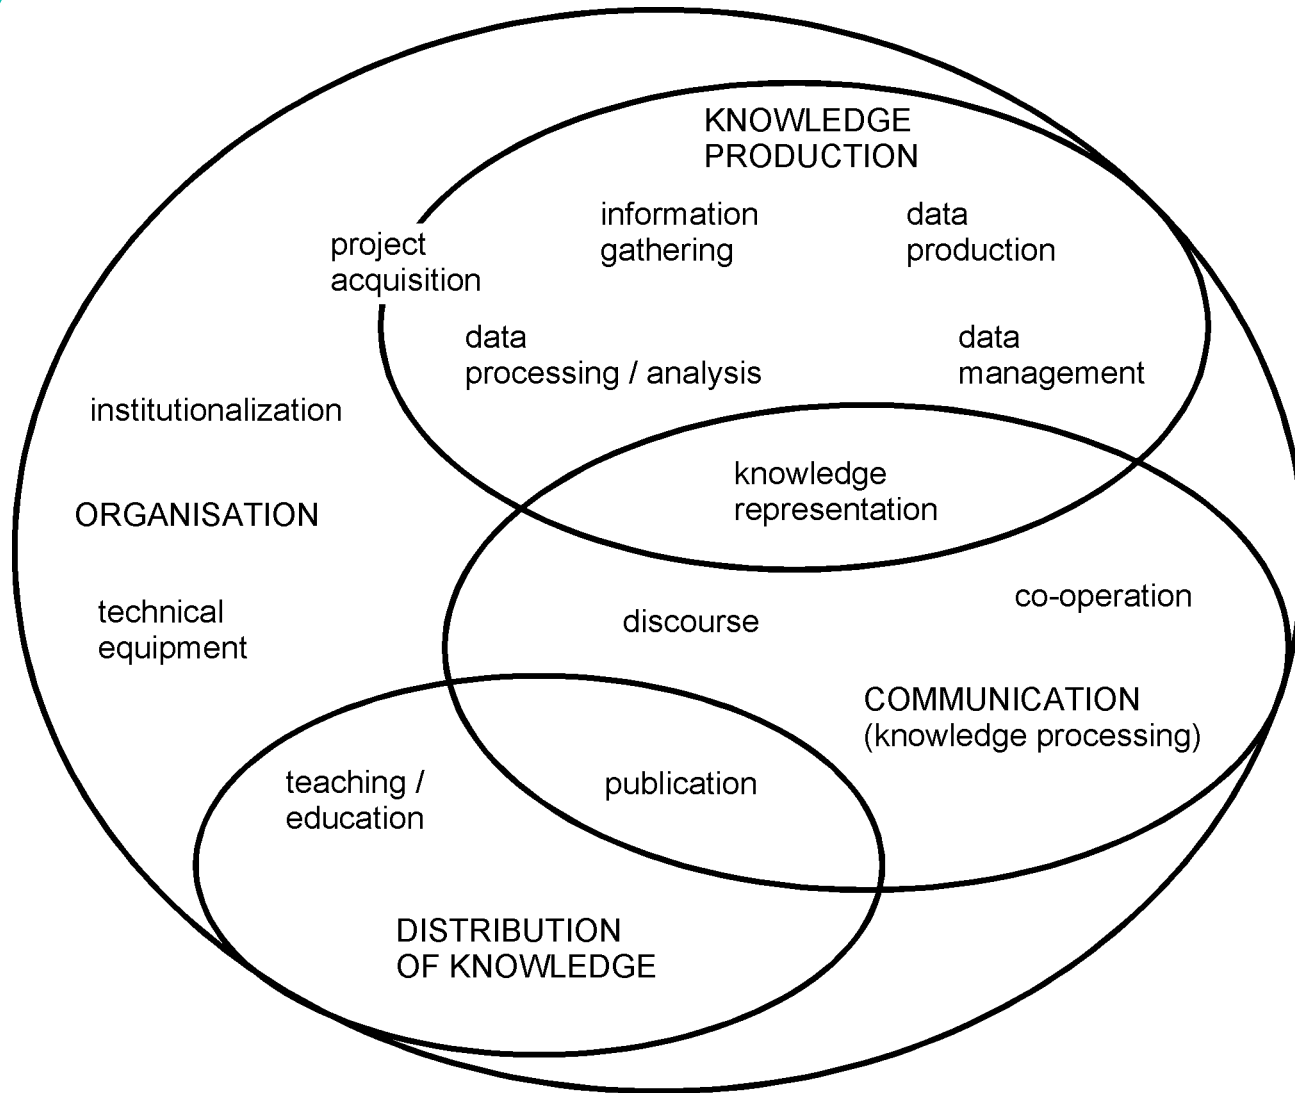 KNOWLEDGE
PRODUCTION
information
gathering
data
production
project
acquisition
data
processing / analysis
data
management
institutionalization
knowledge
representation
ORGANISATION
co-operation
technical
equipment
discourse
COMMUNICATION
(knowledge processing)
teaching /
education
publication
DISTRIBUTION
OF KNOWLEDGE